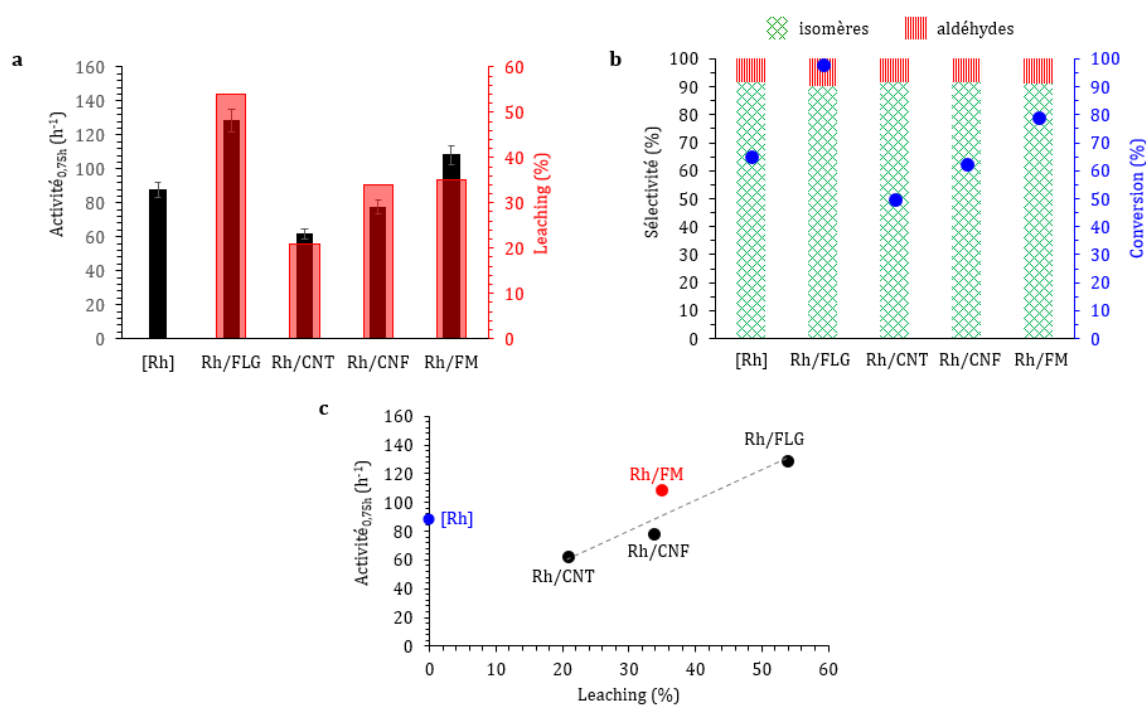 a
Activité0,75h (h-1)
160
140
120
100
80
60
40
20
0
60
50
40
30
20
10
0
Leaching (%)
[Rh] Rh/FLG Rh/CNT Rh/CNF Rh/FM
isomères aldéhydes
b
Sélectivité (%)
100
90
80
70
60
50
40
30
20
10
0
100
90
80
70
60
50
40
30
20
10
0
Conversion (%)
[Rh] Rh/FLG Rh/CNT Rh/CNF Rh/FM
c
Activité0,75h (h-1)
160
140
120
100
80
60
40
20
0
Rh/FLG
Rh/FM
[Rh]
Rh/CNF
Rh/CNT
0 20 30 40 50 60
Leaching (%)